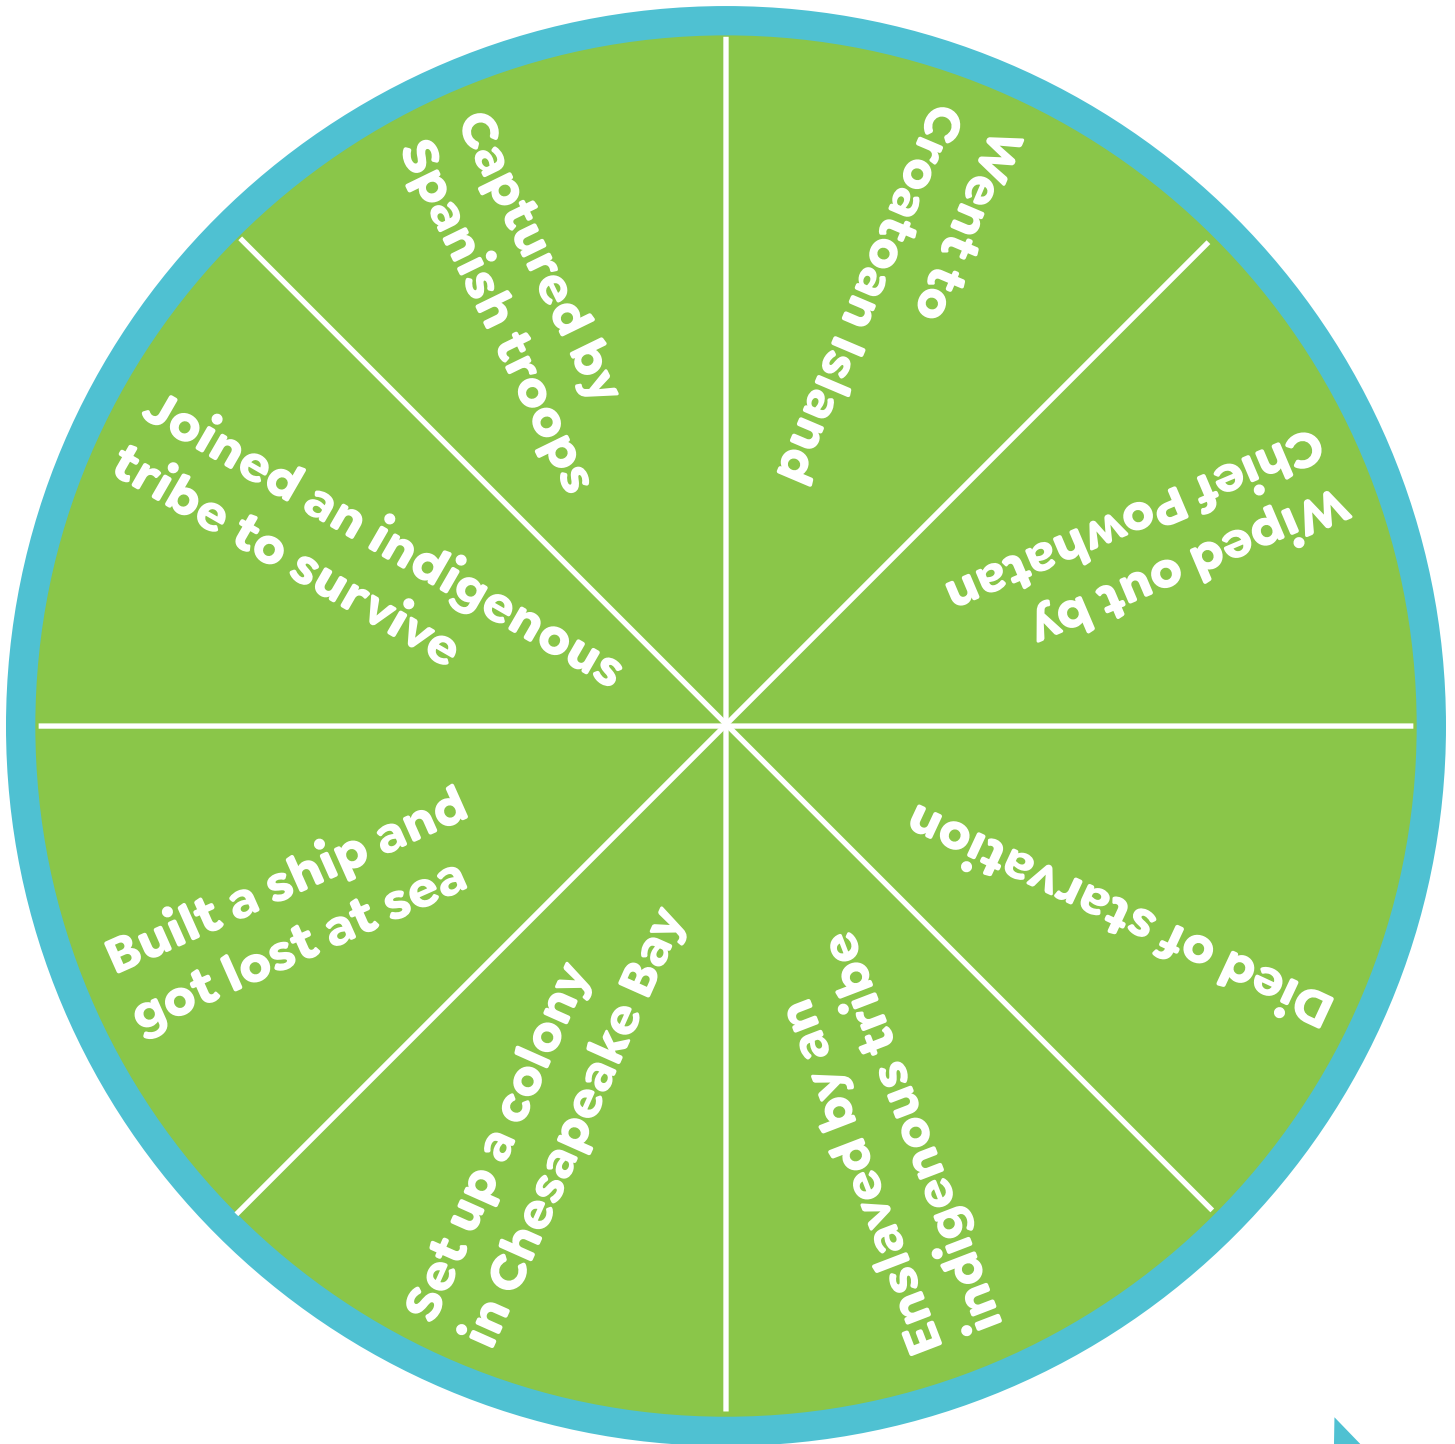 Went to
Croatoan Island
Wiped out by
Chief Powhatan
Died of starvation
Enslaved by an
indigenous tribe
Set up a colony
in Chesapeake Bay
Built a ship and
got lost at sea
Joined an indigenous
tribe to survive
Captured by
Spanish troops